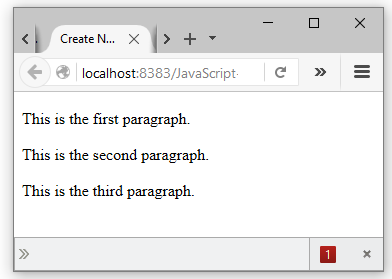 Create N...
localhost:8383/JavaScript-
This is the first paragraph.
This is the second paragraph.
This is the third paragraph.
1